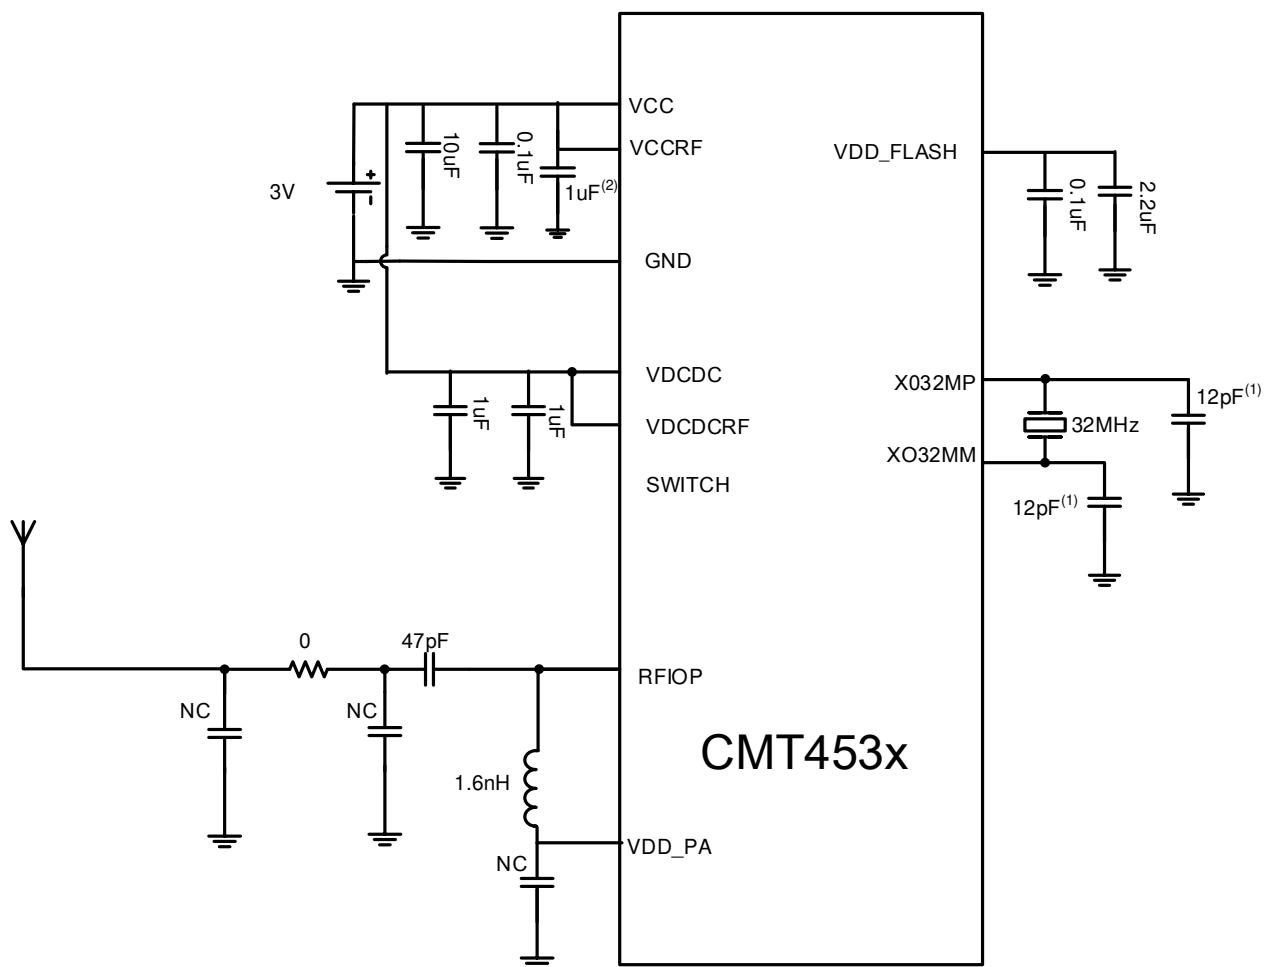 VCC
VCCRF
VDD_FLASH
10uF
0.1uF
1uF(2)
3V
+
-
0.1uF
2.2uF
GND
VDCDC
X032MP
12pF(1)
1uF
1uF
VDCDCRF
32MHz
XO32MM
SWITCH
12pF(1)
0
47pF
RFIOP
NC
NC
CMT453x
1.6nH
VDD_PA
NC